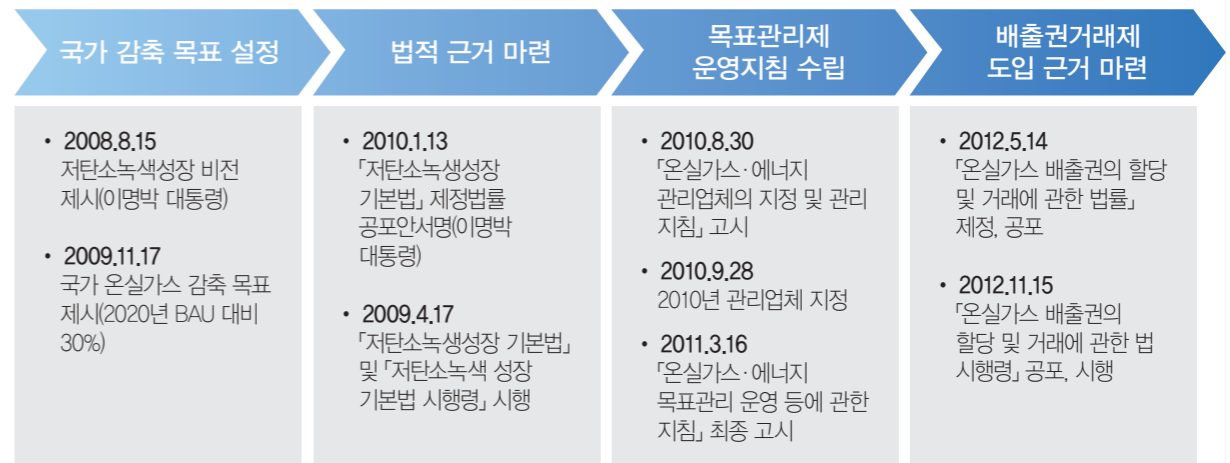 국가 감축 목표 설정
• 2008.8.15
저탄소녹색성장 비전
제시(이명박 대통령)
• 2009.11.17
국가 온실가스 감축 목표
제시(2020년 BAU 대비
30%)
법적 근거 마련
• 2010.1.13
「저탄소녹생성장
기본법」 제정법률
공포안서명(이명박
대통령)
• 2009.4.17
「저탄소녹생성장 기본법」
및 「저탄소녹색 성장
기본법 시행령」 시행
목표관리제
운영지침 수립
• 2010.8.30
「온실가스·에너지
관리업체의 지정 및 관리
지침」 고시
• 2010.9.28
2010년 관리업체 지정
• 2011.3.16
「온실가스·에너지
목표관리 운영 등에 관한
지침」 최종 고시
배출권거래제
도입 근거 마련
• 2012.5.14
「온실가스 배출권의 할당
및 거래에 관한 법률」
제정, 공포
• 2012.11.15
「온실가스 배출권의
할당 및 거래에 관한 법
시행령」 공포, 시행